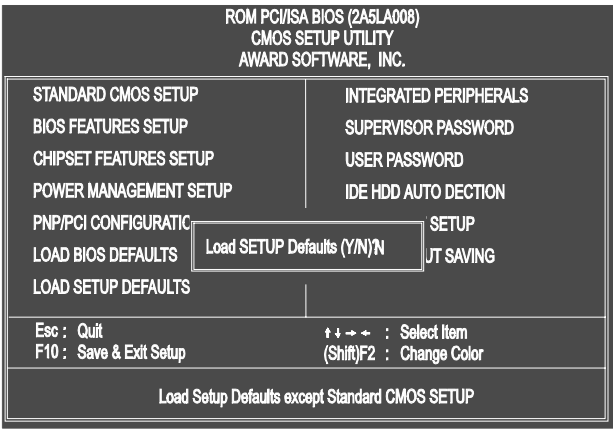 ROM PCI/ISA BIOS (2A5LA008)
CMOS SETUP UTILITY
AWARD SOFTWARE, INC.
STANDARD CMOS SETUP
BIOS FEATURES SETUP
CHIPSET FEATURES SETUP
POWER MANAGEMENT SETUP
PNP/PCI CONFIGURATIC
LOAD BIOS DEFAULTS
LOAD SETUP DEFAULTS
INTEGRATED PERIPHERALS
SUPERVISOR PASSWORD
USER PASSWORD
IDE HDD AUTO DECTION
SETUP
UT SAVING
Load SETUP Defaults (Y/N)?N
Esc : Quit
F10 : Save & Exit Setup
↑ ↓ → ← : Select Item
(Shift)F2 : Change Color
Load Setup Defaults except Standard CMOS SETUP